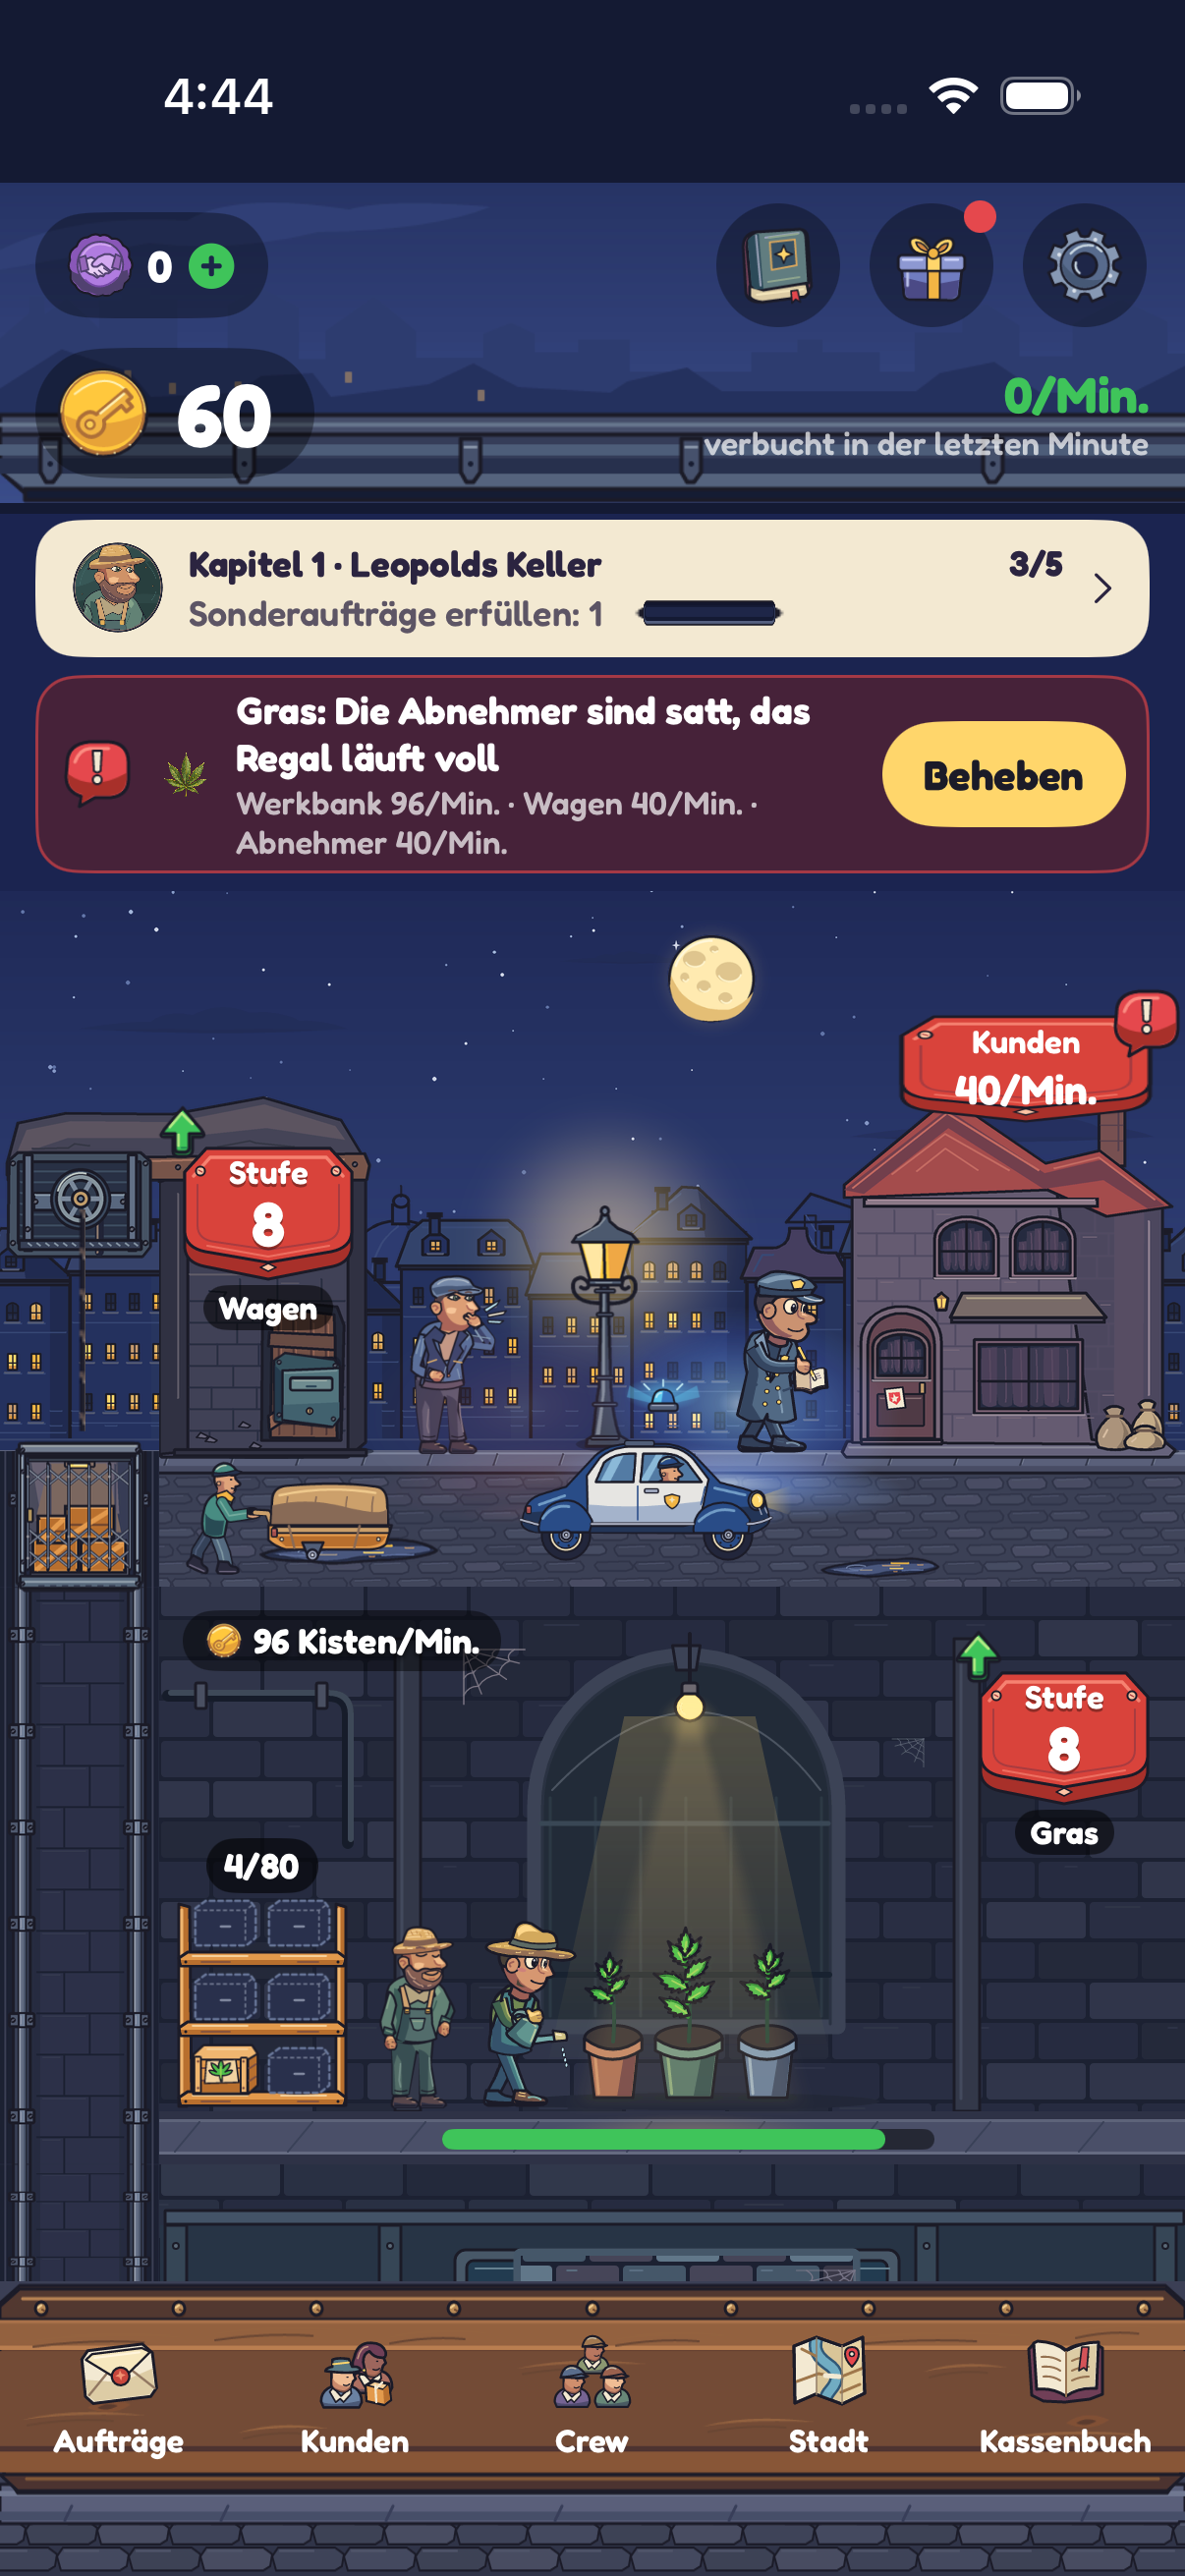 4:44
0
60
0/Min.
verbucht in der letzten Minute
Kapitel 1 · Leopolds Keller
3/5
Sonderaufträge erfüllen: 1
Gras: Die Abnehmer sind satt, das
Regal läuft voll
Werkbank 96/Min. · Wagen 40/Min. ·
Abnehmer 40/Min.
Beheben
Kunden
40/Min.
Stufe
8
Wagen
96 Kisten/Min.
Stufe
8
Gras
4/80
Aufträge
Kunden
Crew
Stadt
Kassenbuch